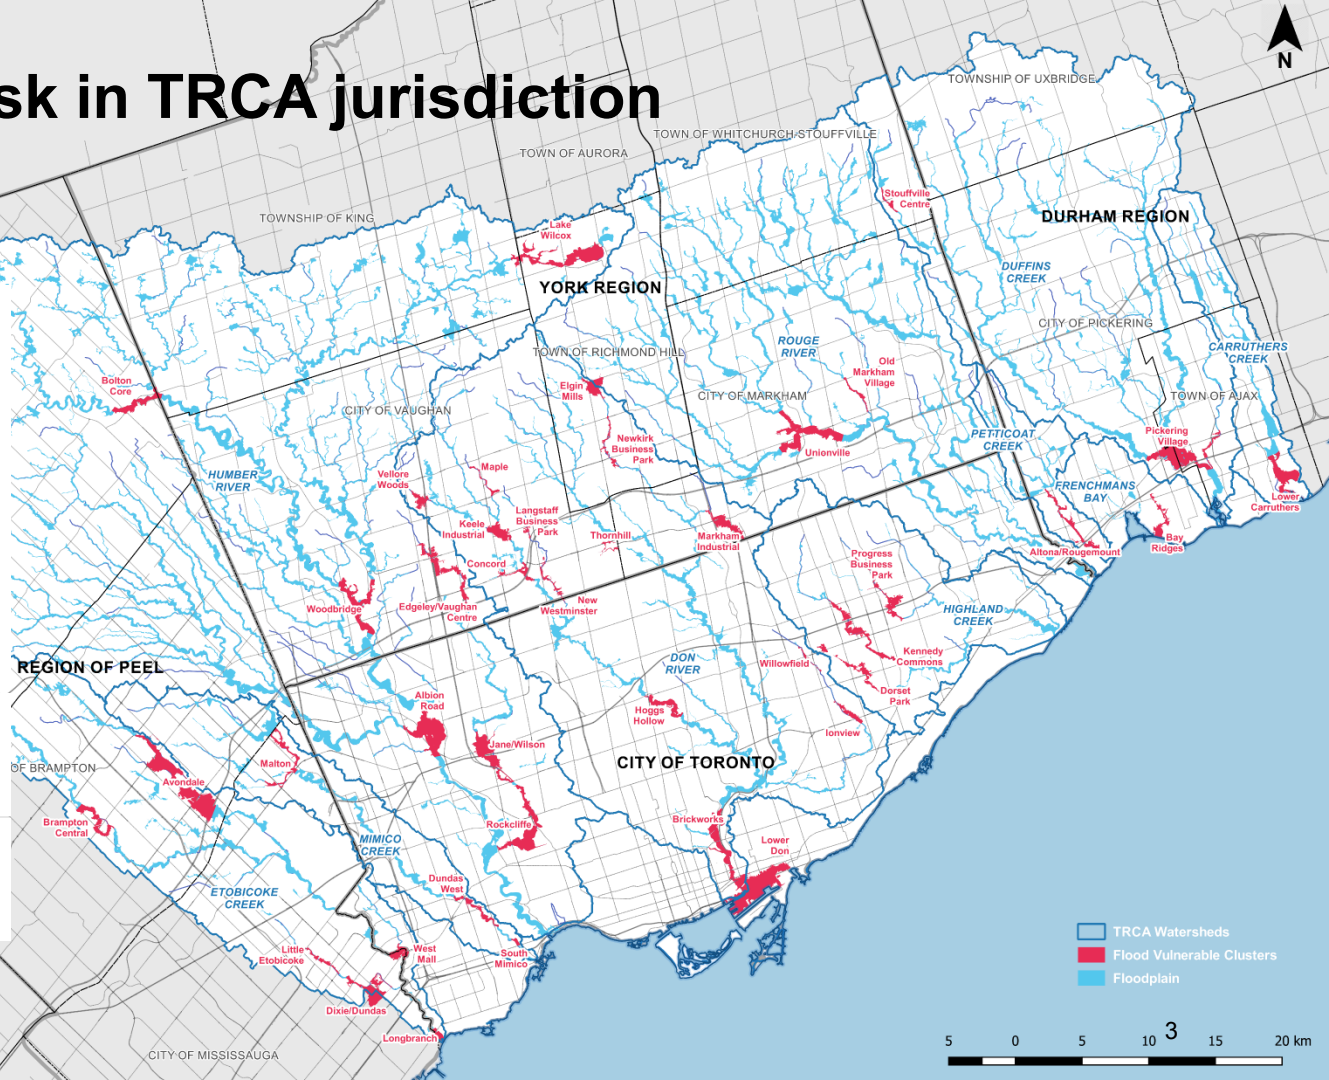 sk in TRCA jurisdiction
N
TOWNSHIP OF UXBRIDGE
TOWN OF WHITCHURCH-STOUFFVILLE
TOWN OF AURORA
TOWNSHIP OF KING
Stouffville
Centre
DURHAM REGION
Lake
Wilcox
YORK REGION
DUFFINS
CREEK
CITY OF PICKERING
ROUGE
RIVER
CARRUTHERS
CREEK
TOWN OF RICHMOND HILL
Old
Markham
Village
Bolton
Core
Elgin
Mills
CITY OF MARKHAM
TOWN OF AJAX
CITY OF VAUGHAN
PETTICOAT
CREEK
Pickering
Village
Newkirk
Business
Park
Unionville
HUMBER
RIVER
Vellore
Woods
Maple
FRENCHMANS
BAY
Lower
Carruthers
Langstaff
Business
Park
Keele
Industrial
Thornhill
Markham
Industrial
Bay
Ridges
Altona/Rougemount
Progress
Business
Park
Concord
Woodbridge
Edgeley/Vaughan
Centre
New
Westminster
HIGHLAND
CREEK
REGION OF PEEL
DON
RIVER
Willowfield
Kennedy
Commons
Dorset
Park
Albion
Road
Hoggs
Hollow
Ionview
Jane/Wilson
CITY OF TORONTO
OF BRAMPTON
Malton
Avondale
Brampton
Central
Rockcliffe
Brickworks
MIMICO
CREEK
Lower
Don
ETOBICOKE
CREEK
Dundas
West
Little
Etobicoke
West
Mall
South
Mimico
Dixie/Dundas
Longbranch
CITY OF MISSISSAUGA
TRCA Watersheds
Flood Vulnerable Clusters
Floodplain
3
5 0 5 10 15 20 km